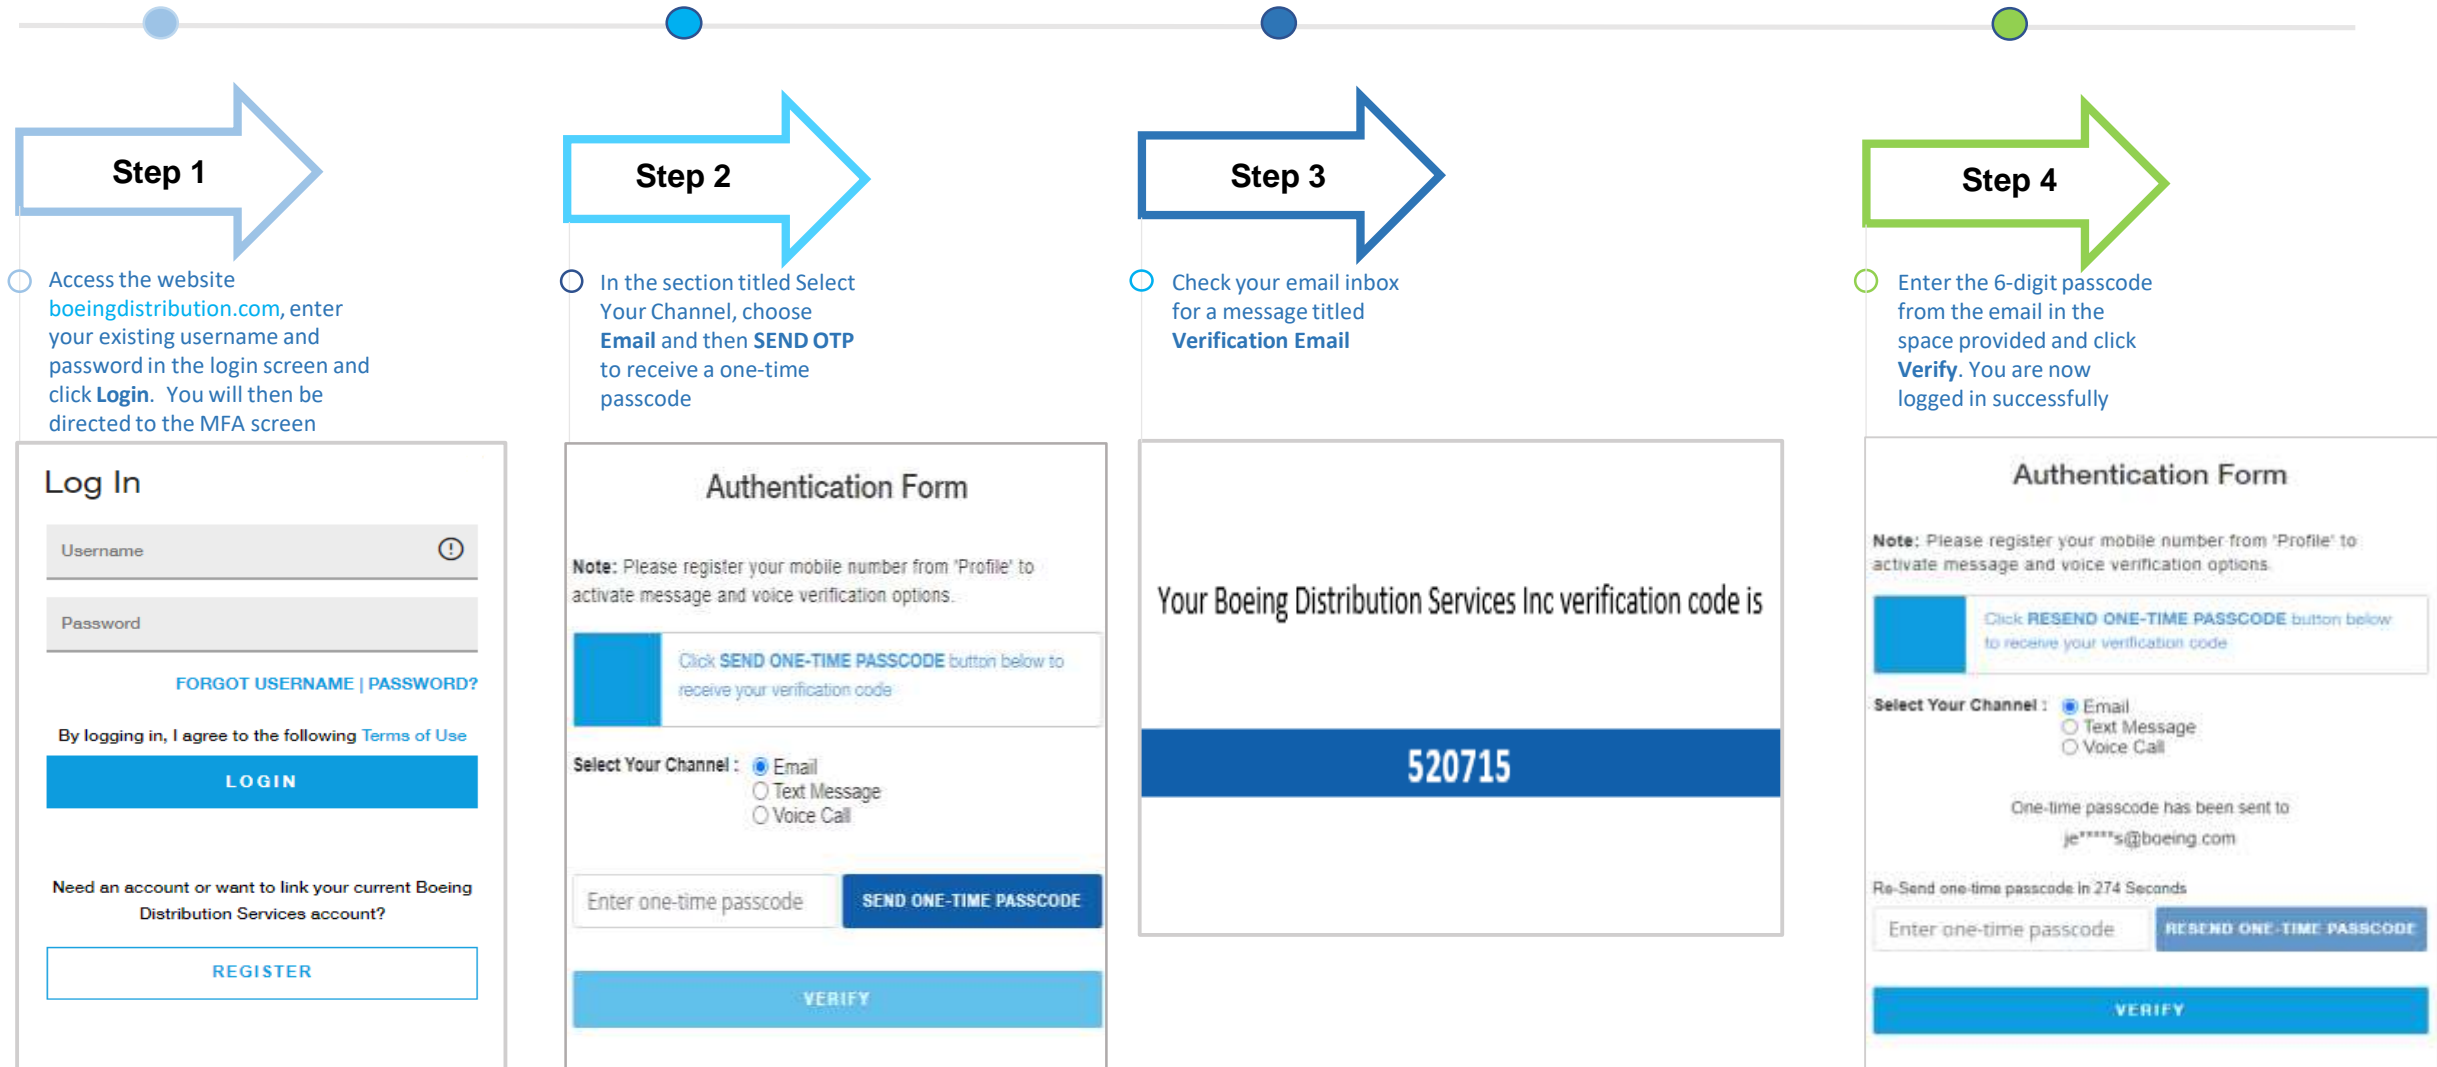 Step 1
Access the website
boeingdistribution.com, enter
your existing username and
password in the login screen and
click Login. You will then be
directed to the MFA screen
Log In
Username
Password
FORGOT USERNAME | PASSWORD?
By logging in, I agree to the following Terms of Use
LOGIN
Need an account or want to link your current Boeing
Distribution Services account?
REGISTER
Step 2
In the section titled Select
Your Channel, choose
Email and then SEND OTP
to receive a one-time
passcode
Authentication Form
Note: Please register your mobile number from 'Profile' to
activate message and voice verification options.
Click SEND ONE-TIME PASSCODE button below to
receive your verification code
Select Your Channel : Email
Text Message
Voice Call
Enter one-time passcode SEND ONE-TIME PASSCODE
VERIFY
Step 3
Check your email inbox
for a message titled
Verification Email
Your Boeing Distribution Services Inc verification code is
520715
Step 4
Enter the 6-digit passcode
from the email in the
space provided and click
Verify. You are now
logged in successfully
Authentication Form
Note: Please register your mobile number from 'Profile' to
activate message and voice verification options.
Click RESEND ONE-TIME PASSCODE button below
to receive your verification code
Select Your Channel : Email
Text Message
Voice Call
One-time passcode has been sent to
je*****s@boeing.com
Re-Send one-time passcode in 274 Seconds
Enter one-time passcode RESEND ONE-TIME PASSCODE
VERIFY